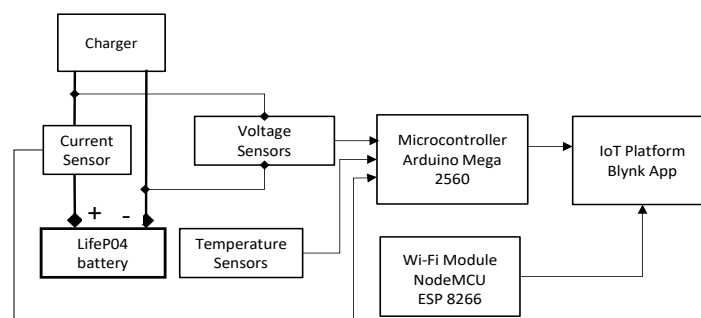 Charger
Current
Sensor
Voltage
Sensors
Microcontroller
Arduino Mega
2560
IoT Platform
Blynk App
+ -
LifeP04
battery
Temperature
Sensors
Wi-Fi Module
NodeMCU
ESP 8266